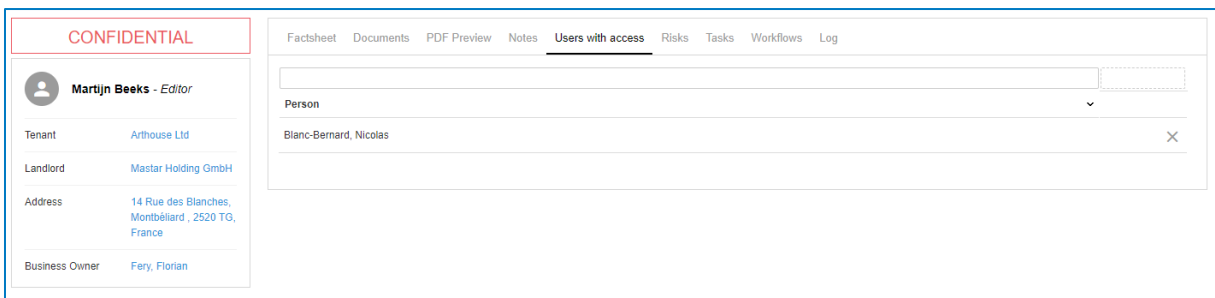 CONFIDENTIAL
Martijn Beeks - Editor
Tenant Arthouse Ltd
Landlord Mastar Holding GmbH
Address 14 Rue des Blanches,
Montbéliard , 2520 TG,
France
Business Owner Fery, Florian
Factsheet Documents PDF Preview Notes Users with access Risks Tasks Workflows Log
Person
Blanc-Bernard, Nicolas